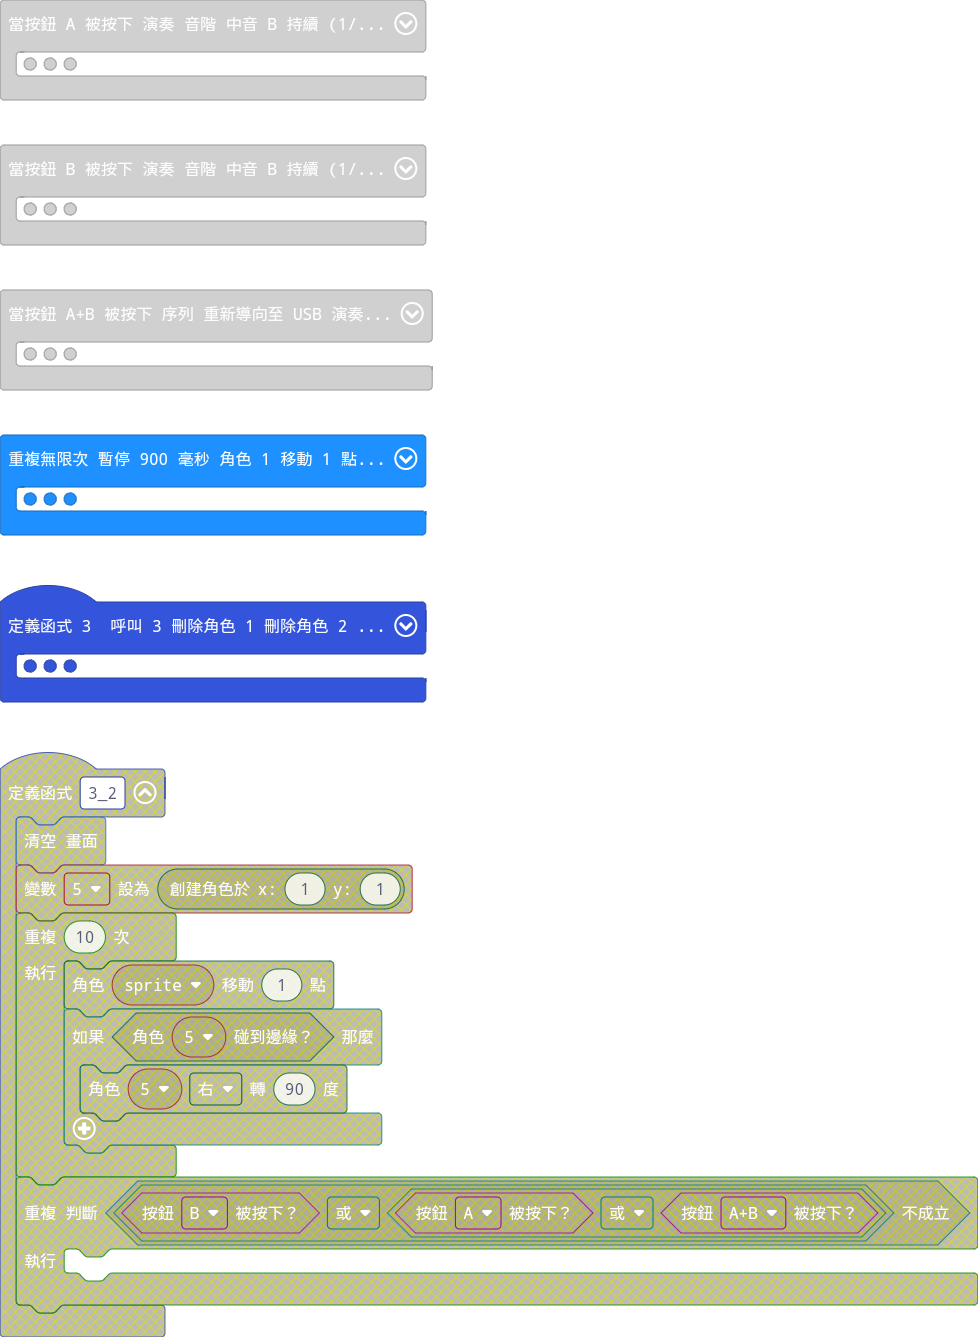 當按鈕 A 被按下 演奏 音階 中音 B 持續 (1/...
當按鈕 B 被按下 演奏 音階 中音 B 持續 (1/...
當按鈕 A+B 被按下 序列 重新導向至 USB 演奏...
重複無限次 暫停 900 毫秒 角色 1 移動 1 點...
定義函式 3 呼叫 3 刪除角色 1 刪除角色 2 ...
定義函式 3_2
清空 畫面
變數 5 設為 創建角色於 x: 1 y: 1
重複 10 次
執行
角色 sprite 移動 1 點
如果 角色 5 碰到邊緣？ 那麼
角色 5 右 轉 90 度
重複 判斷 按鈕 B 被按下？ 或 按鈕 A 被按下？ 或 按鈕 A+B 被按下？ 不成立
執行